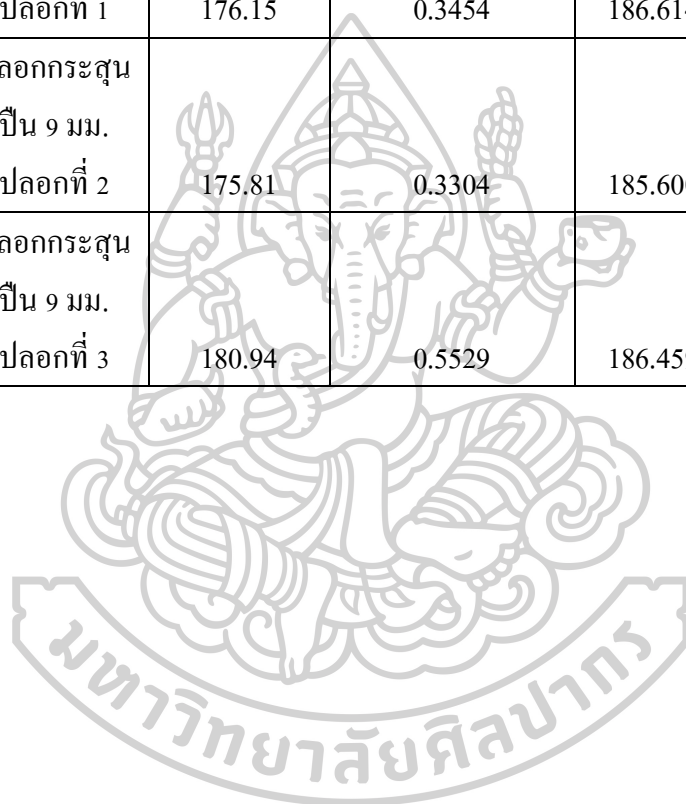 ปลอกที่ 1 176.15 0.3454 186.614
ลอกกระสุน
ปืน 9 มม.
ปลอกที่ 2 175.81 0.3304 185.600
ลอกกระสุน
ปืน 9 มม.
ปลอกที่ 3 180.94 0.5529 186.459
มหาวิทยาลัยศิลปากร